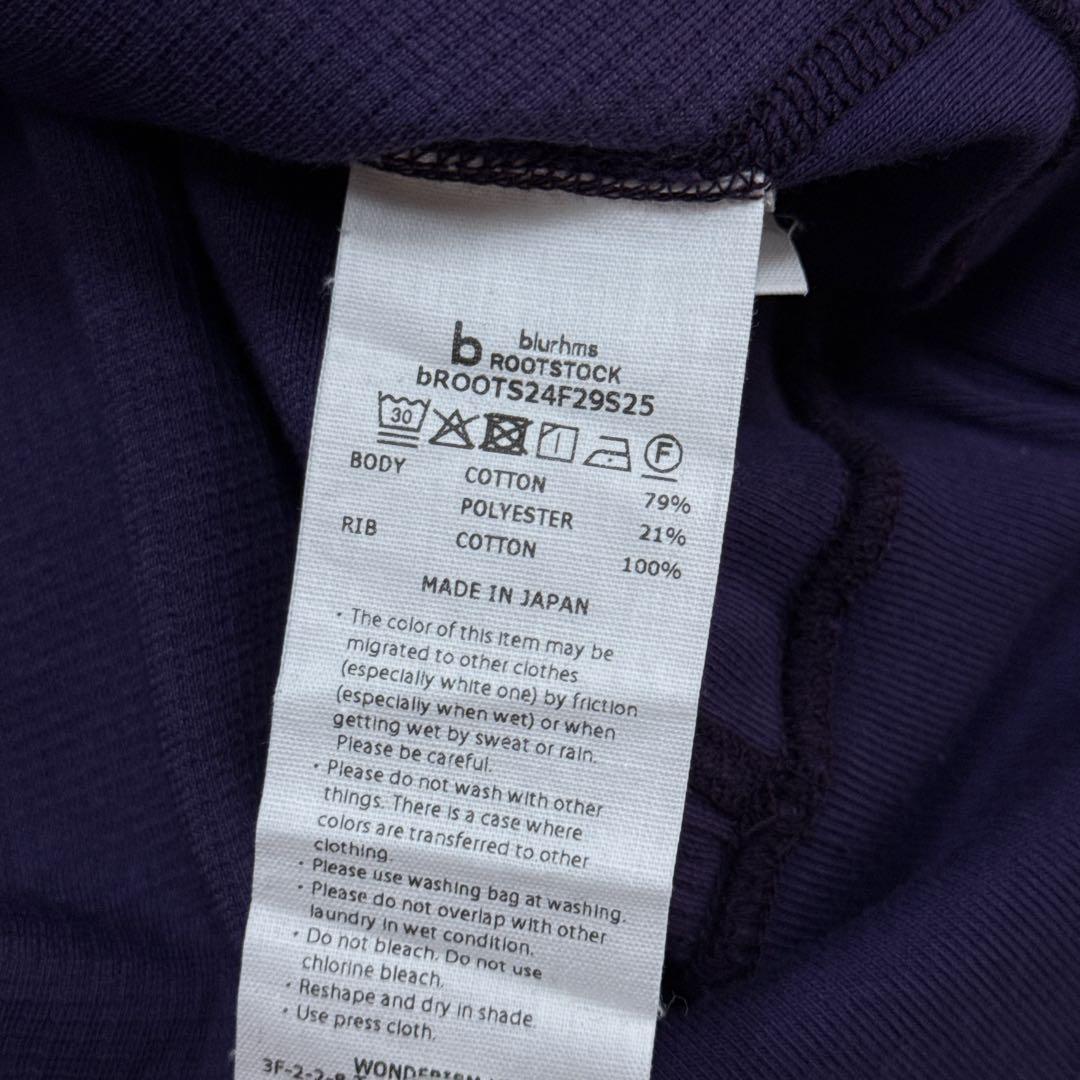 b blurhms
ROOTSTOCK
bROOTS24F29S25
30 F
BODY COTTON 79%
POLYESTER 21%
RIB COTTON 100%
MADE IN JAPAN
・The color of this item may be
migrated to other clothes
(especially white one) by friction
(especially when wet) or when
getting wet by sweat or rain.
Please be careful.
・Please do not wash with other
things. There is a case where
colors are transferred to other
clothing.
・Please use washing bag at washing.
・Please do not overlap with other
laundry in wet condition.
・Do not bleach. Do not use
chlorine bleach.
・Reshape and dry in shade.
・Use press cloth.